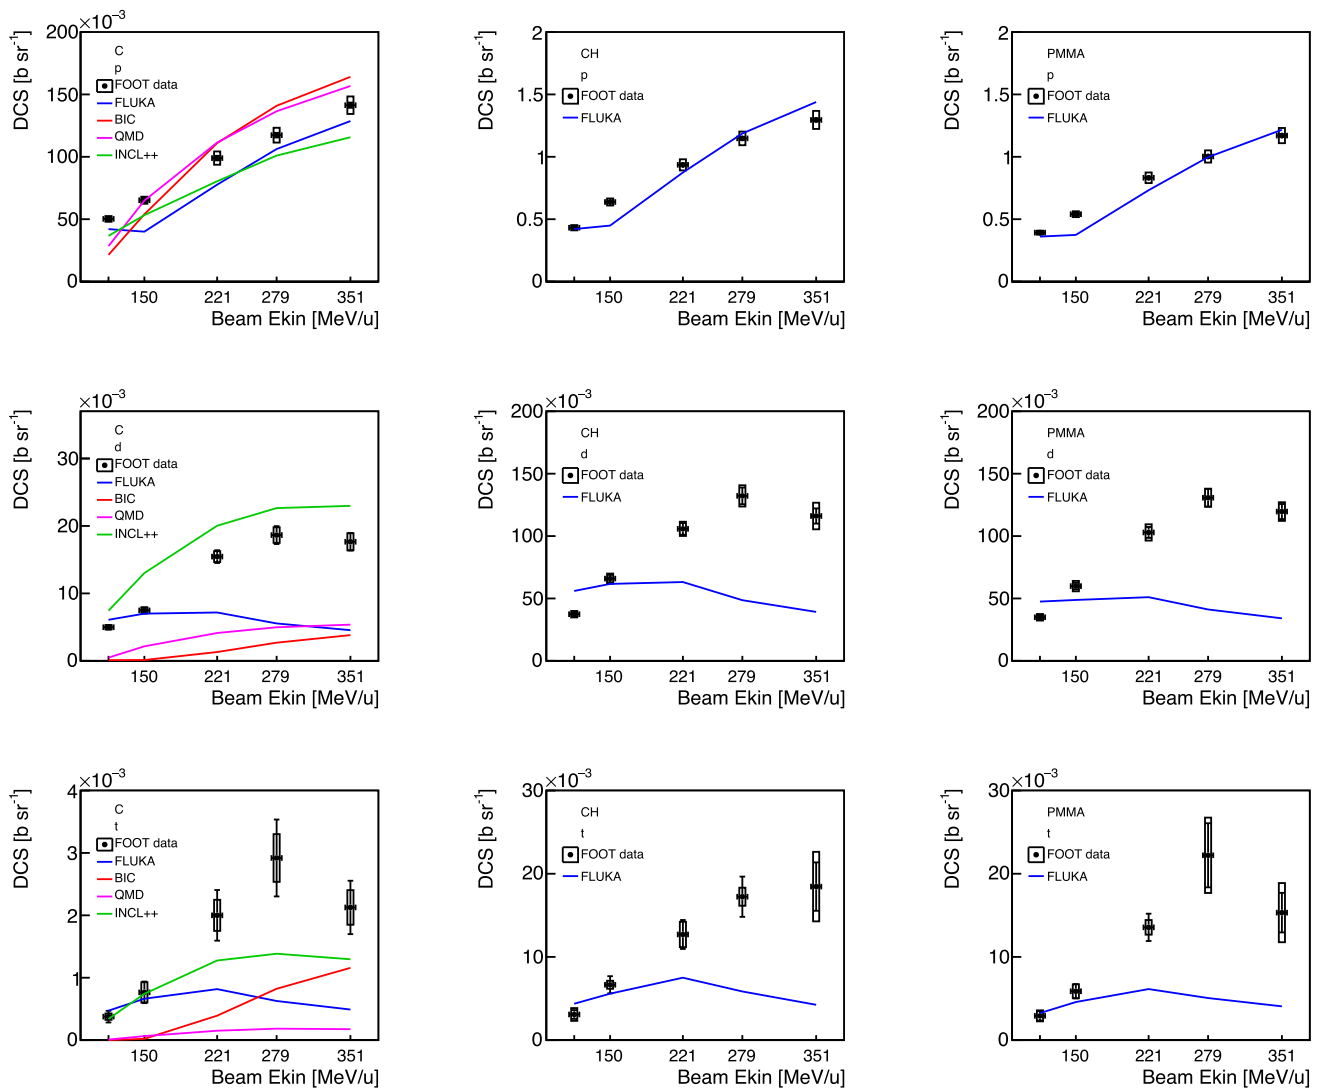 ×10⁻³
DCS [b sr⁻¹]
200
150
100
50
0
C
p
FOOT data
FLUKA
BIC
QMD
INCL++
150 221 279 351
Beam Ekin [MeV/u]
DCS [b sr⁻¹]
2
1.5
1
0.5
0
CH
p
FOOT data
FLUKA
150 221 279 351
Beam Ekin [MeV/u]
DCS [b sr⁻¹]
2
1.5
1
0.5
0
PMMA
p
FOOT data
FLUKA
150 221 279 351
Beam Ekin [MeV/u]
×10⁻³
DCS [b sr⁻¹]
30
20
10
0
C
d
FOOT data
FLUKA
BIC
QMD
INCL++
150 221 279 351
Beam Ekin [MeV/u]
×10⁻³
DCS [b sr⁻¹]
200
150
100
50
0
CH
d
FOOT data
FLUKA
150 221 279 351
Beam Ekin [MeV/u]
×10⁻³
DCS [b sr⁻¹]
200
150
100
50
0
PMMA
d
FOOT data
FLUKA
150 221 279 351
Beam Ekin [MeV/u]
×10⁻³
DCS [b sr⁻¹]
4
3
2
1
0
C
t
FOOT data
FLUKA
BIC
QMD
INCL++
150 221 279 351
Beam Ekin [MeV/u]
×10⁻³
DCS [b sr⁻¹]
30
20
10
0
CH
t
FOOT data
FLUKA
150 221 279 351
Beam Ekin [MeV/u]
×10⁻³
DCS [b sr⁻¹]
30
20
10
0
PMMA
t
FOOT data
FLUKA
150 221 279 351
Beam Ekin [MeV/u]